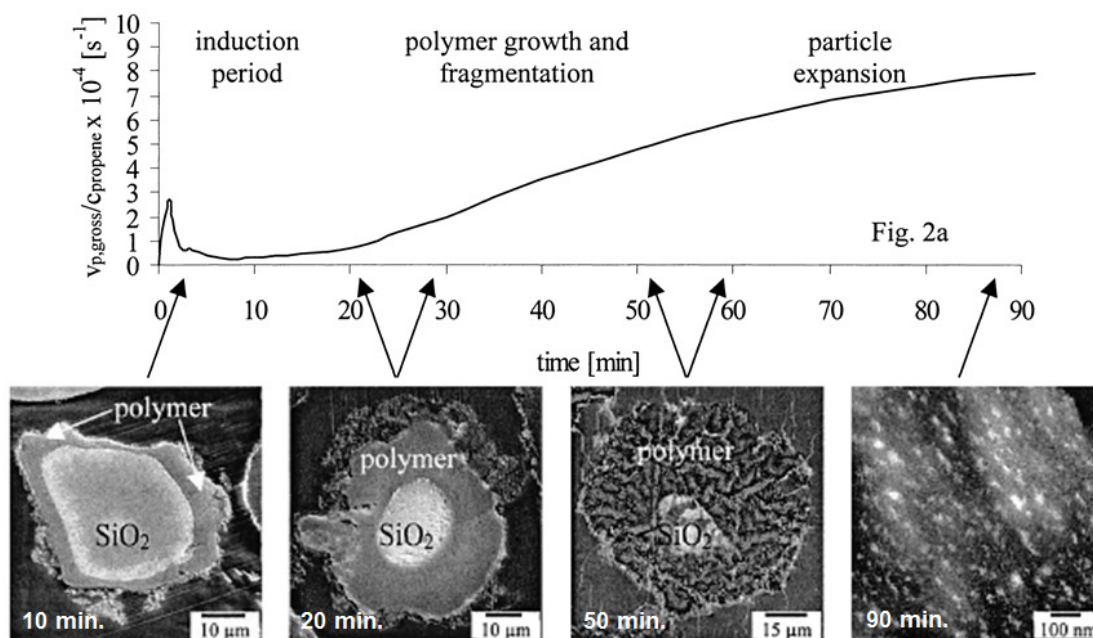 10
9
8
7
6
5
4
3
2
1
0
v_p,gross/c_propene x 10^-4 [s^-1]
induction
period
polymer growth and
fragmentation
particle
expansion
Fig. 2a
0 10 20 30 40 50 60 70 80 90
time [min]
polymer
SiO₂
10 min.
10 µm
polymer
SiO₂
20 min.
10 µm
polymer
SiO₂
50 min.
15 µm
90 min.
100 nm